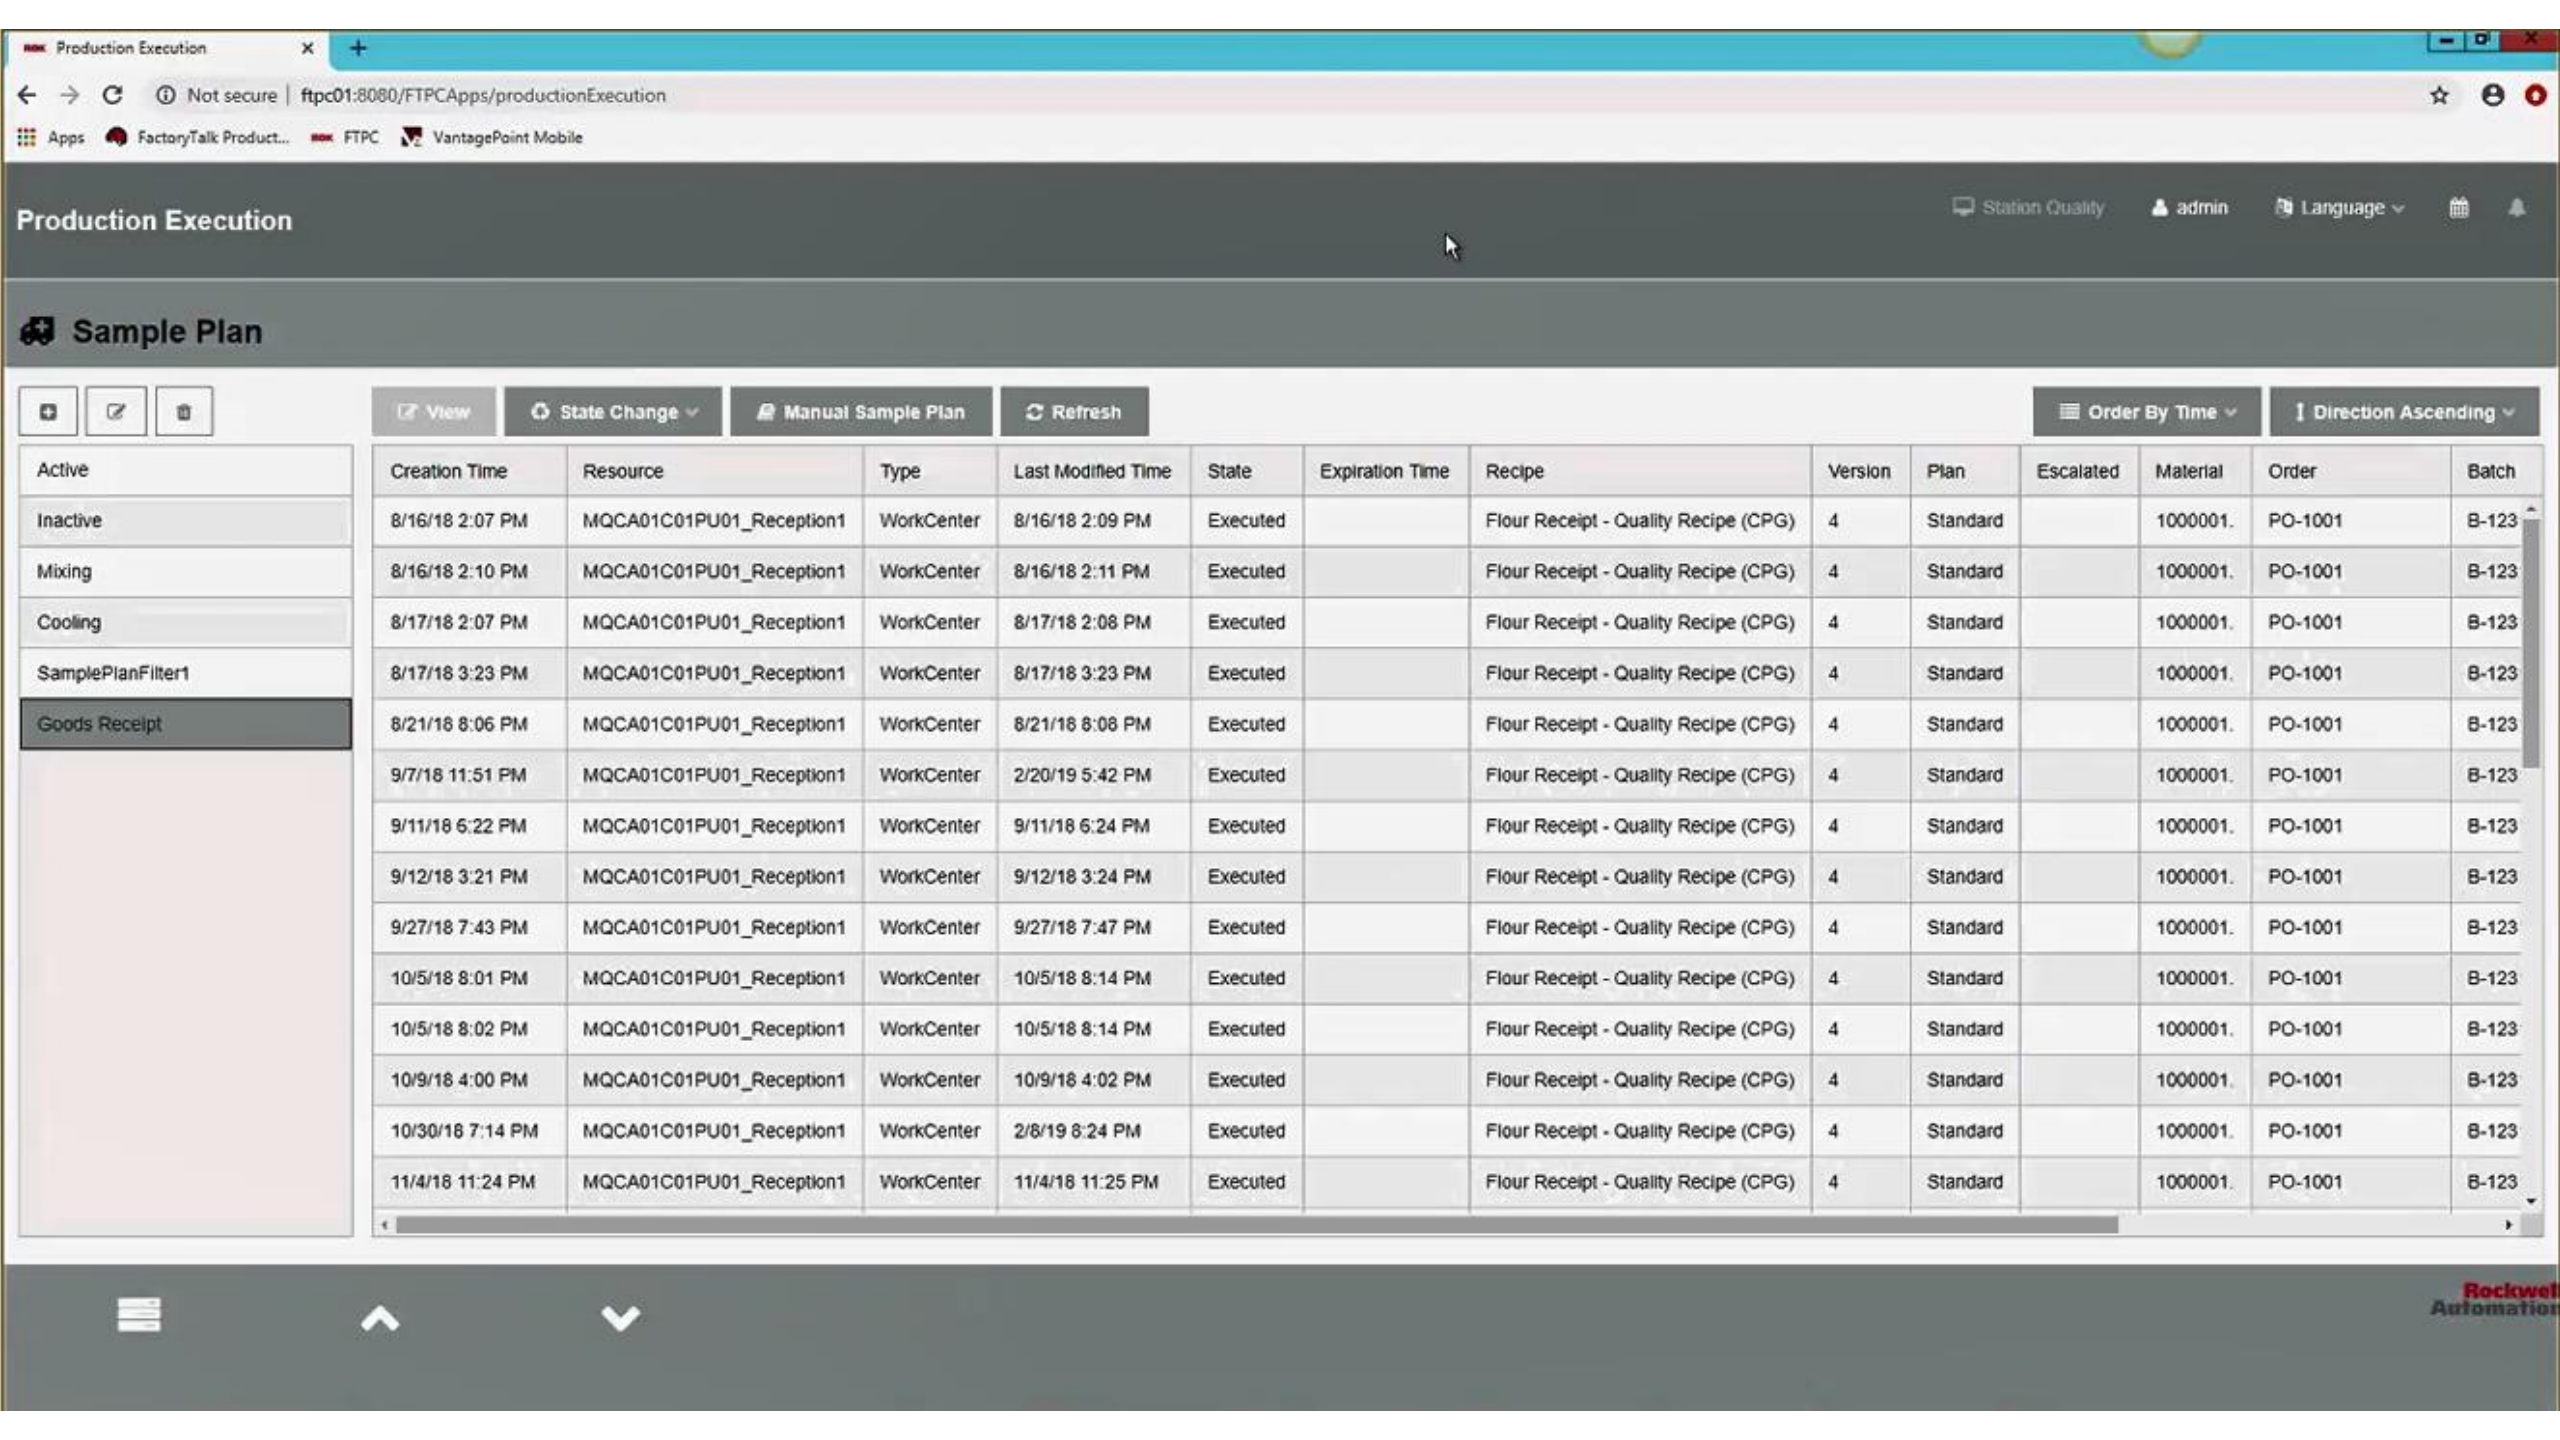 Production Execution
Not secure | ftpc01:8080/FTPCApps/productionExecution
Apps FactoryTalk Product... FTPC VantagePoint Mobile
Production Execution Station Quality admin Language
Sample Plan
View State Change Manual Sample Plan Refresh Order By Time Direction Ascending
Active
Inactive
Mixing
Cooling
SamplePlanFilter1
Goods Receipt
Creation Time Resource Type Last Modified Time State Expiration Time Recipe Version Plan Escalated Material Order Batch
8/16/18 2:07 PM MQCA01C01PU01_Reception1 WorkCenter 8/16/18 2:09 PM Executed Flour Receipt - Quality Recipe (CPG) 4 Standard 1000001. PO-1001 B-123
8/16/18 2:10 PM MQCA01C01PU01_Reception1 WorkCenter 8/16/18 2:11 PM Executed Flour Receipt - Quality Recipe (CPG) 4 Standard 1000001. PO-1001 B-123
8/17/18 2:07 PM MQCA01C01PU01_Reception1 WorkCenter 8/17/18 2:08 PM Executed Flour Receipt - Quality Recipe (CPG) 4 Standard 1000001. PO-1001 B-123
8/17/18 3:23 PM MQCA01C01PU01_Reception1 WorkCenter 8/17/18 3:23 PM Executed Flour Receipt - Quality Recipe (CPG) 4 Standard 1000001. PO-1001 B-123
8/21/18 8:06 PM MQCA01C01PU01_Reception1 WorkCenter 8/21/18 8:08 PM Executed Flour Receipt - Quality Recipe (CPG) 4 Standard 1000001. PO-1001 B-123
9/7/18 11:51 PM MQCA01C01PU01_Reception1 WorkCenter 2/20/19 5:42 PM Executed Flour Receipt - Quality Recipe (CPG) 4 Standard 1000001. PO-1001 B-123
9/11/18 6:22 PM MQCA01C01PU01_Reception1 WorkCenter 9/11/18 6:24 PM Executed Flour Receipt - Quality Recipe (CPG) 4 Standard 1000001. PO-1001 B-123
9/12/18 3:21 PM MQCA01C01PU01_Reception1 WorkCenter 9/12/18 3:24 PM Executed Flour Receipt - Quality Recipe (CPG) 4 Standard 1000001. PO-1001 B-123
9/27/18 7:43 PM MQCA01C01PU01_Reception1 WorkCenter 9/27/18 7:47 PM Executed Flour Receipt - Quality Recipe (CPG) 4 Standard 1000001. PO-1001 B-123
10/5/18 8:01 PM MQCA01C01PU01_Reception1 WorkCenter 10/5/18 8:14 PM Executed Flour Receipt - Quality Recipe (CPG) 4 Standard 1000001. PO-1001 B-123
10/5/18 8:02 PM MQCA01C01PU01_Reception1 WorkCenter 10/5/18 8:14 PM Executed Flour Receipt - Quality Recipe (CPG) 4 Standard 1000001. PO-1001 B-123
10/9/18 4:00 PM MQCA01C01PU01_Reception1 WorkCenter 10/9/18 4:02 PM Executed Flour Receipt - Quality Recipe (CPG) 4 Standard 1000001. PO-1001 B-123
10/30/18 7:14 PM MQCA01C01PU01_Reception1 WorkCenter 2/8/19 8:24 PM Executed Flour Receipt - Quality Recipe (CPG) 4 Standard 1000001. PO-1001 B-123
11/4/18 11:24 PM MQCA01C01PU01_Reception1 WorkCenter 11/4/18 11:25 PM Executed Flour Receipt - Quality Recipe (CPG) 4 Standard 1000001. PO-1001 B-123
Rockwell
Automation